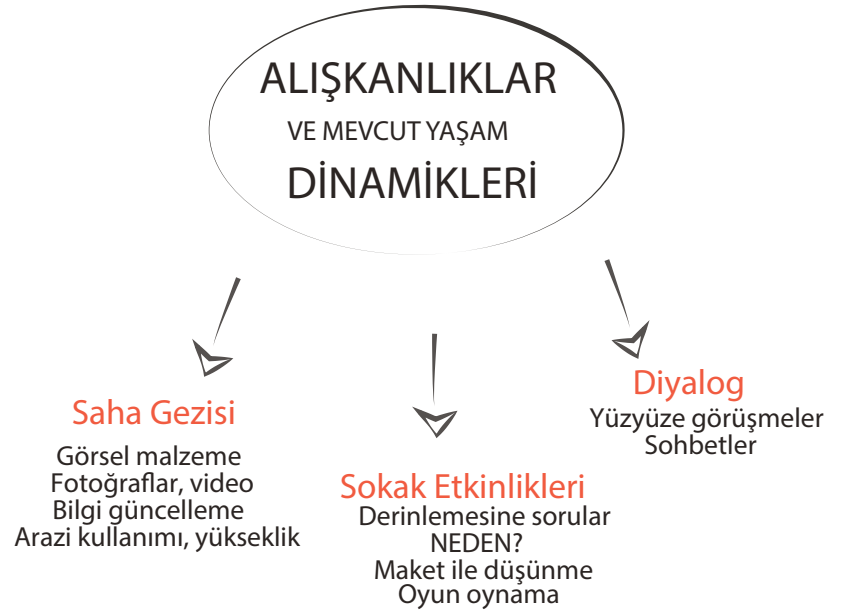 ALIŞKANLIKLAR
VE MEVCUT YAŞAM
DİNAMİKLERİ
Saha Gezisi
Görsel malzeme
Fotoğraflar, video
Bilgi güncelleme
Arazi kullanımı, yükseklik
Sokak Etkinlikleri
Derinlemesine sorular
NEDEN?
Maket ile düşünme
Oyun oynama
Diyalog
Yüzyüze görüşmeler
Sohbetler